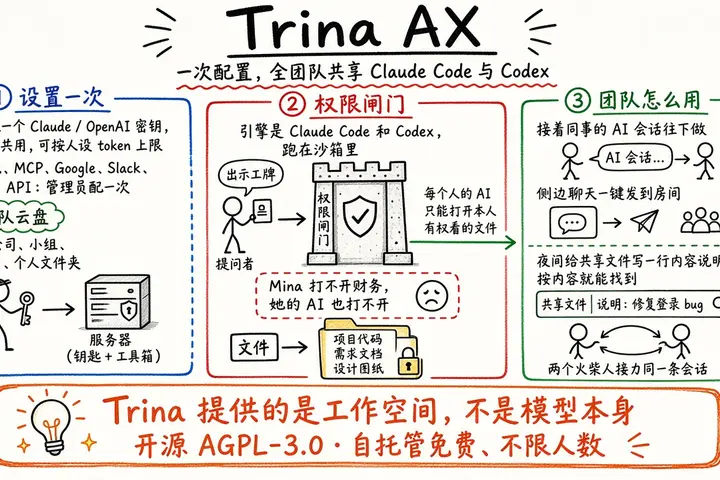 Trina AX
一次配置，全团队共享 Claude Code 与 Codex
设置一次
一个 Claude / OpenAI 密钥，
共用，可按人设 token 上限
、MCP、Google、Slack、
API：管理员配一次
队云盘
公司、小组、
、个人文件夹
服务器
（钥匙 + 工具箱）
② 权限闸门
引擎是 Claude Code 和 Codex，
跑在沙箱里
出示工牌
提问者
权限闸门
每个人的 AI
只能打开本人
有权看的文件
Mina 打不开财务，
她的 AI 也打不开
文件
项目代码
需求文档
设计图纸
③ 团队怎么用
接着同事的 AI 会话往下做
AI 会话...
侧边聊天一键发到房间
夜间给共享文件写一行内容说明
按内容就能找到
共享文件 | 说明：修复登录 bug
两个火柴人接力同一条会话
Trina 提供的是工作空间，不是模型本身
开源 AGPL-3.0 · 自托管免费、不限人数